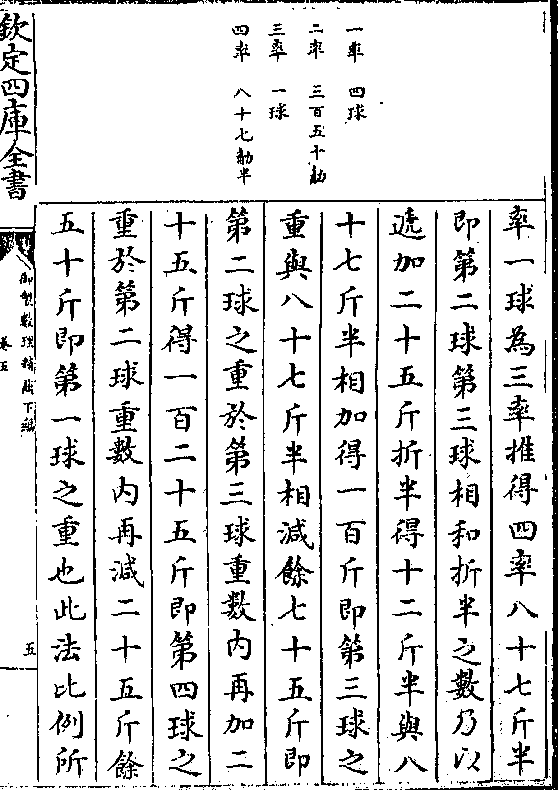 一率 四球
二率 三百五十觔
三率 一球
四率 八十七觔半
率一球為三率推得四率八十七斤半
即第二球第三球相和折半之數乃以
遞加二十五斤折半得十二斤半與八
十七斤半相加得一百斤即第三球之
重與八十七斤半相減餘七十五斤即
第二球之重於第三球重數內再加二
十五斤得一百二十五斤即第四球之
重於第二球重數內再減二十五斤餘
五十斤即第一球之重也此法比例所
欽定四庫全書
御製數理精蘊下編
卷五
五